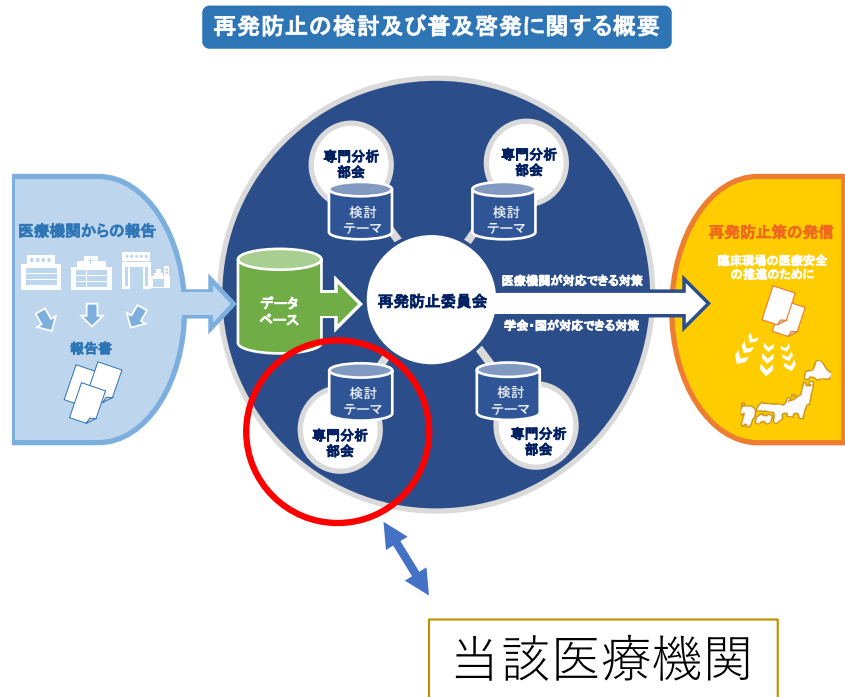 再発防止の検討及び普及啓発に関する概要
医療機関からの報告
報告書
データ
ベース
専門分析
部会
検討
テーマ
専門分析
部会
検討
テーマ
再発防止委員会
医療機関が対応できる対策
学会・国が対応できる対策
検討
テーマ
専門分析
部会
検討
テーマ
専門分析
部会
再発防止策の発信
臨床現場の医療安全
の推進のために
当該医療機関